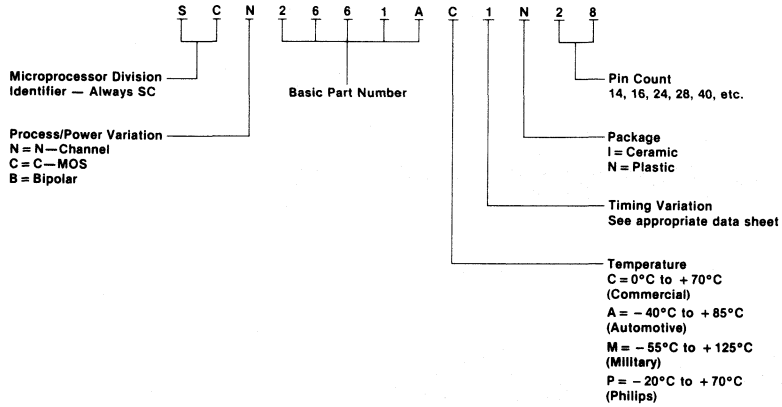 S C N 2 6 6 1 A C 1 N 2 8
Microprocessor Division
Identifier — Always SC
Basic Part Number
Pin Count
14, 16, 24, 28, 40, etc.
Process/Power Variation
N = N—Channel
C = C—MOS
B = Bipolar
Package
I = Ceramic
N = Plastic
Timing Variation
See appropriate data sheet
Temperature
C = 0°C to +70°C
(Commercial)
A = – 40°C to +85°C
(Automotive)
M = – 55°C to +125°C
(Military)
P = – 20°C to +70°C
(Philips)